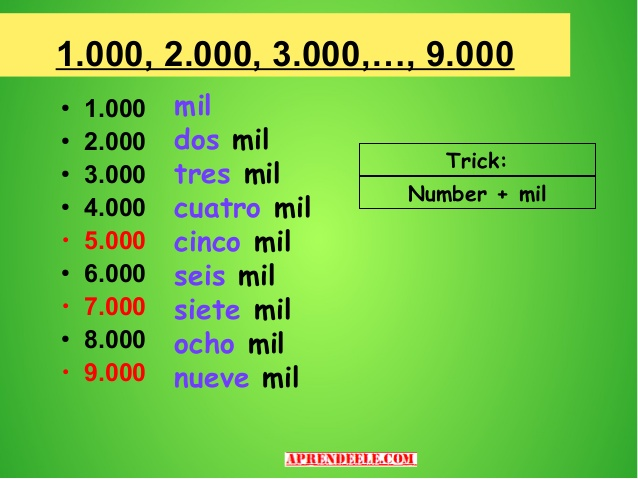 1.000, 2.000, 3.000,…, 9.000
• 1.000 mil
• 2.000 dos mil
• 3.000 tres mil
• 4.000 cuatro mil
• 5.000 cinco mil
• 6.000 seis mil
• 7.000 siete mil
• 8.000 ocho mil
• 9.000 nueve mil
Trick:
Number + mil
APRENDEELE.COM